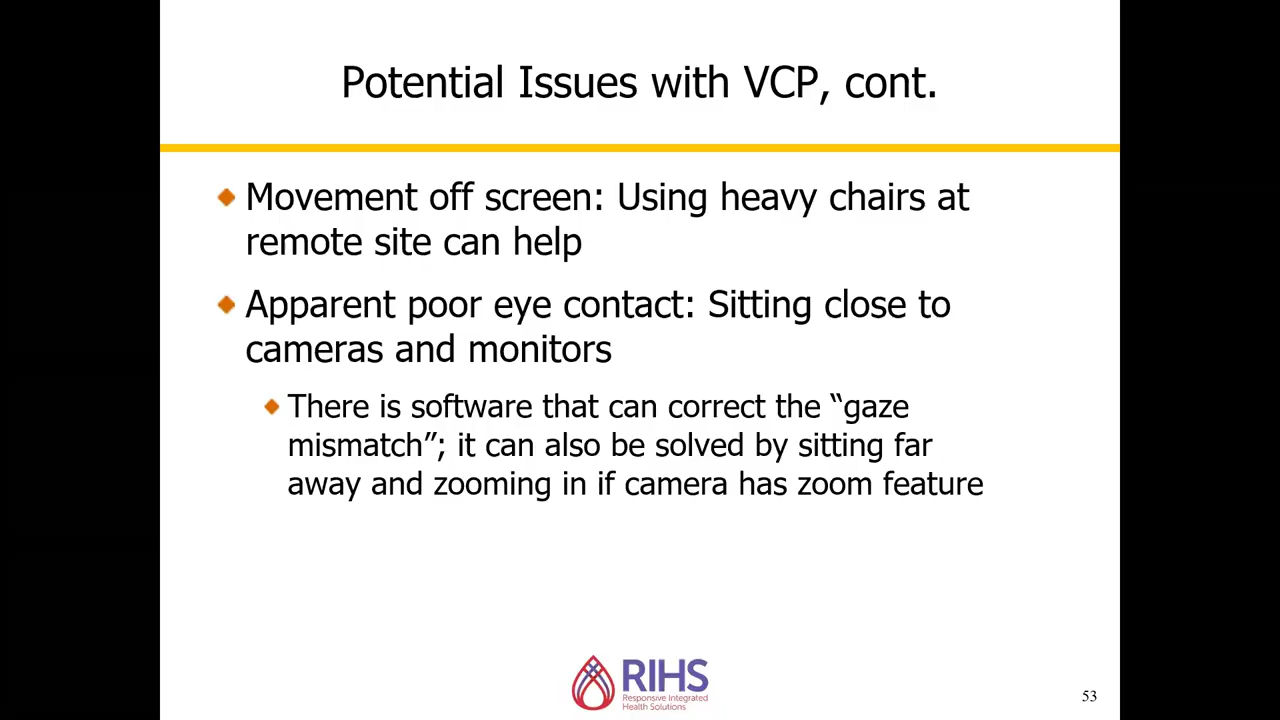 Potential Issues with VCP, cont.
Movement off screen: Using heavy chairs at
remote site can help
Apparent poor eye contact: Sitting close to
cameras and monitors
There is software that can correct the “gaze
mismatch”; it can also be solved by sitting far
away and zooming in if camera has zoom feature
RIHS
Responsive Integrated
Health Solutions
53